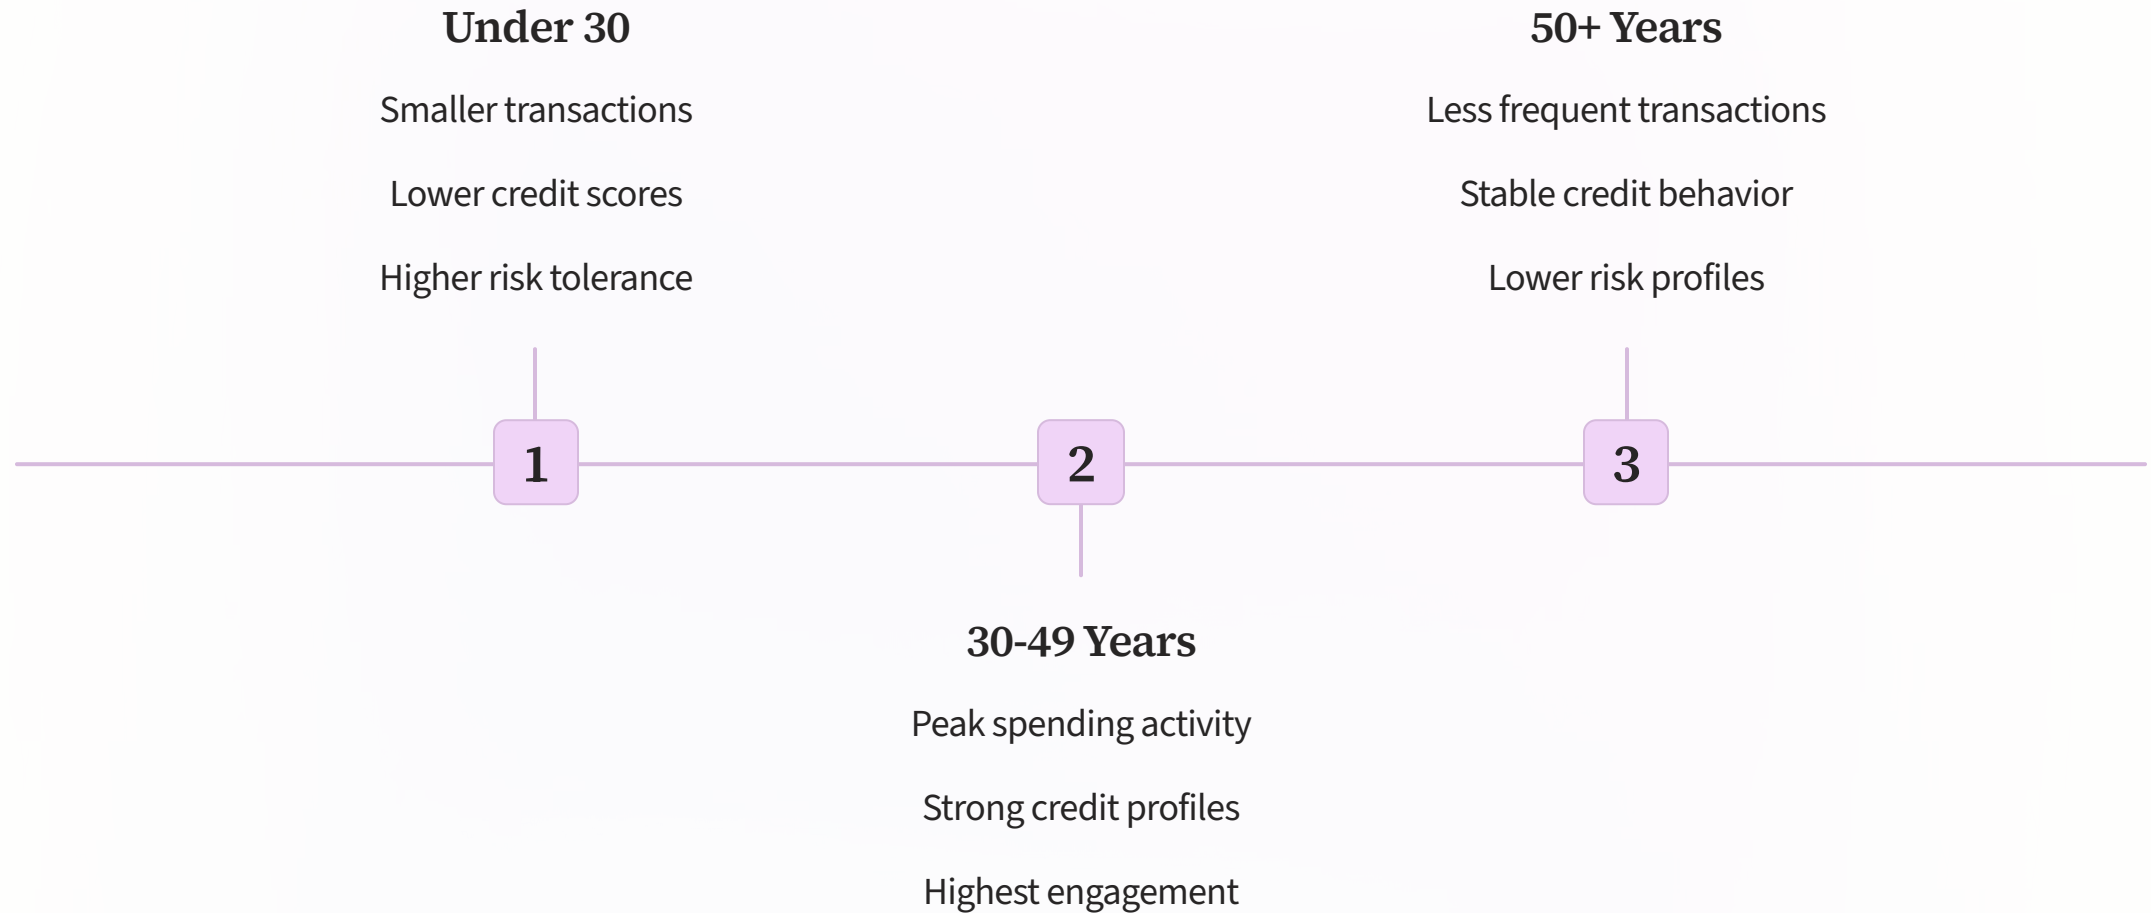 Under 30
Smaller transactions
Lower credit scores
Higher risk tolerance
1
2
30-49 Years
Peak spending activity
Strong credit profiles
Highest engagement
50+ Years
Less frequent transactions
Stable credit behavior
Lower risk profiles
3